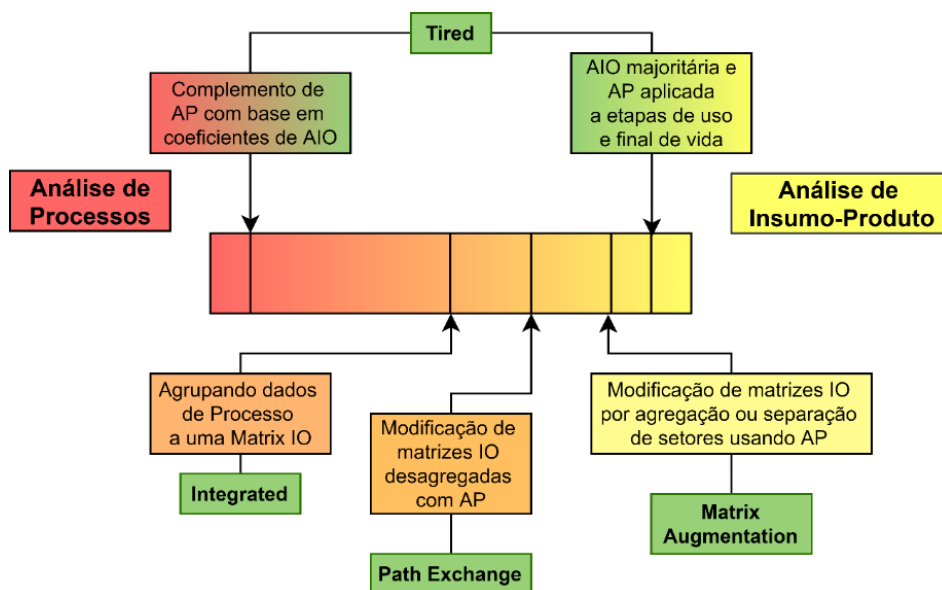 Tired
Complemento de
AP com base em
coeficientes de AIO
AIO majoritária e
AP aplicada
a etapas de uso
e final de vida
Análise de
Processos
Análise de
Insumo-Produto
Agrupando dados
de Processo
a uma Matrix IO
Integrated
Modificação de
matrizes IO
desagregadas
com AP
Path Exchange
Modificação de matrizes IO
por agregação ou separação
de setores usando AP
Matrix
Augmentation